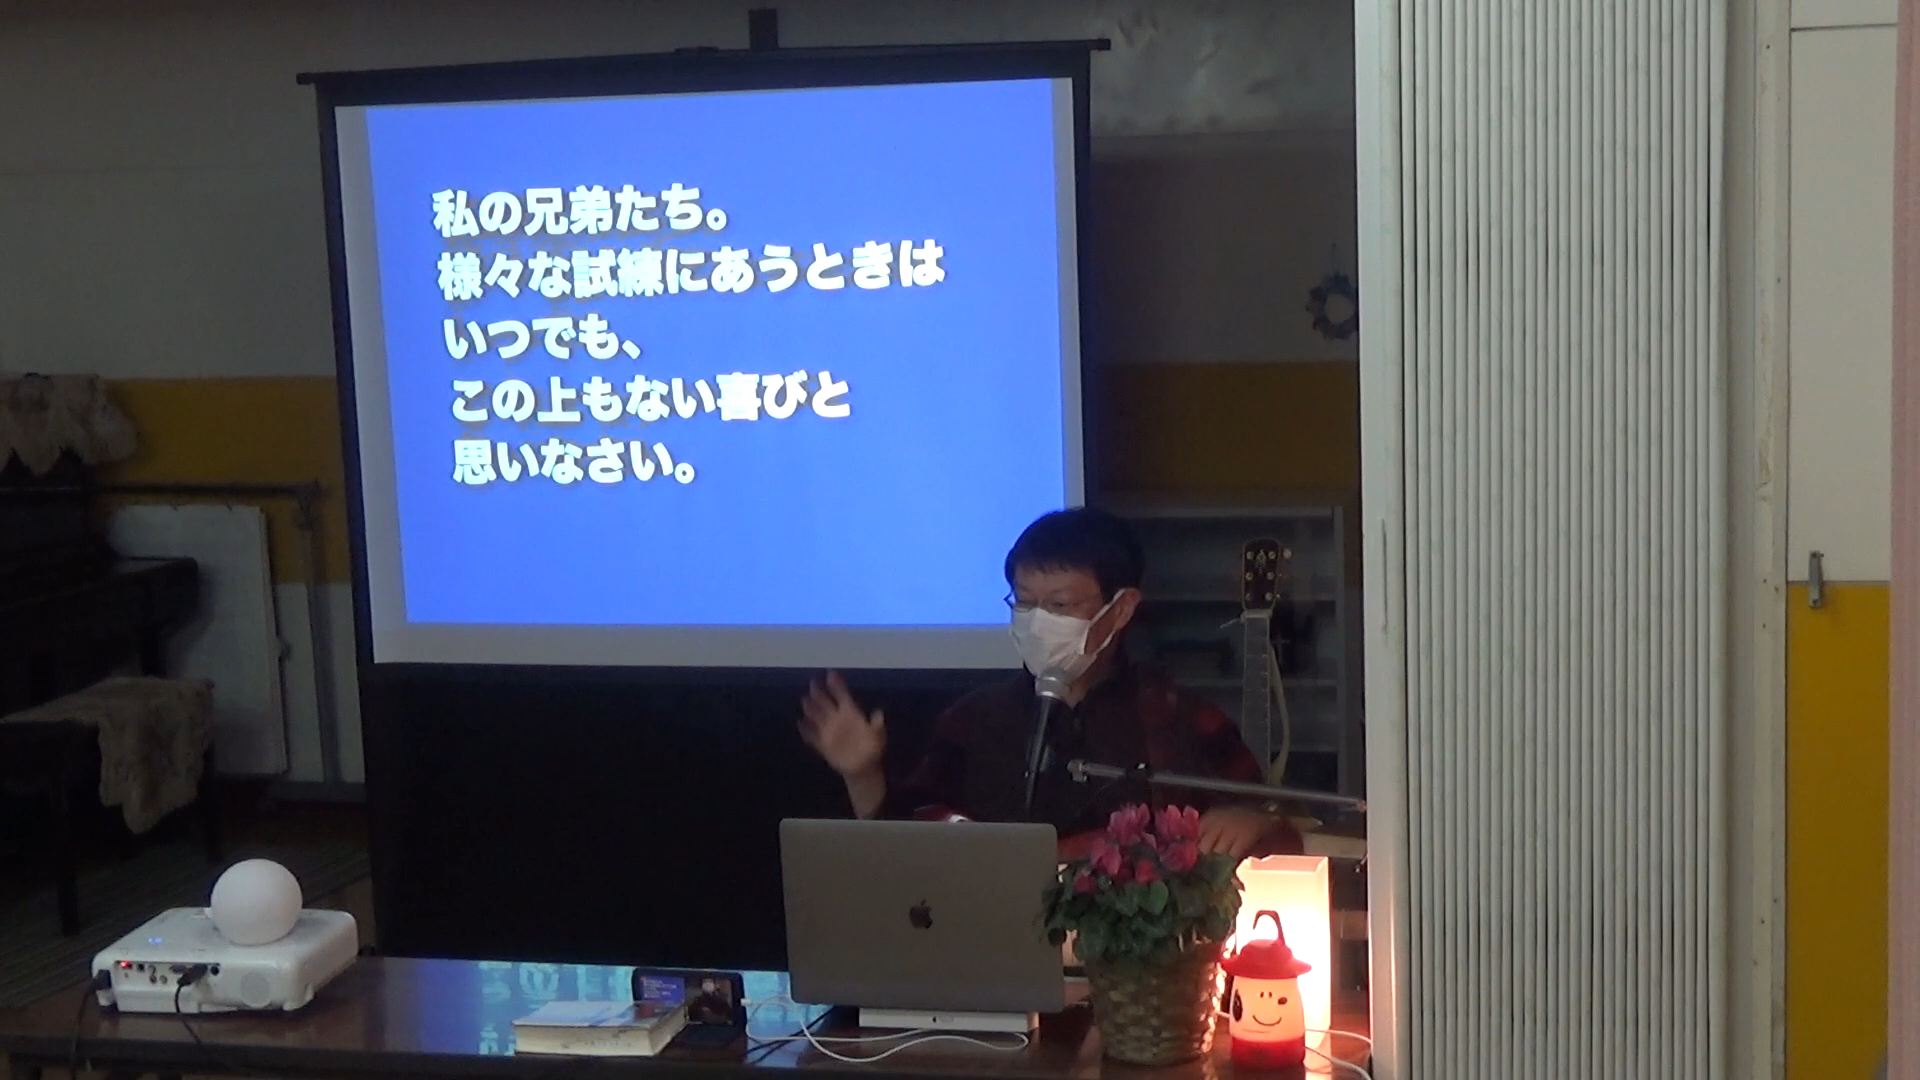 私の兄弟たち。
様々な試練にあうときは
いつでも、
この上もない喜びと
思いなさい。